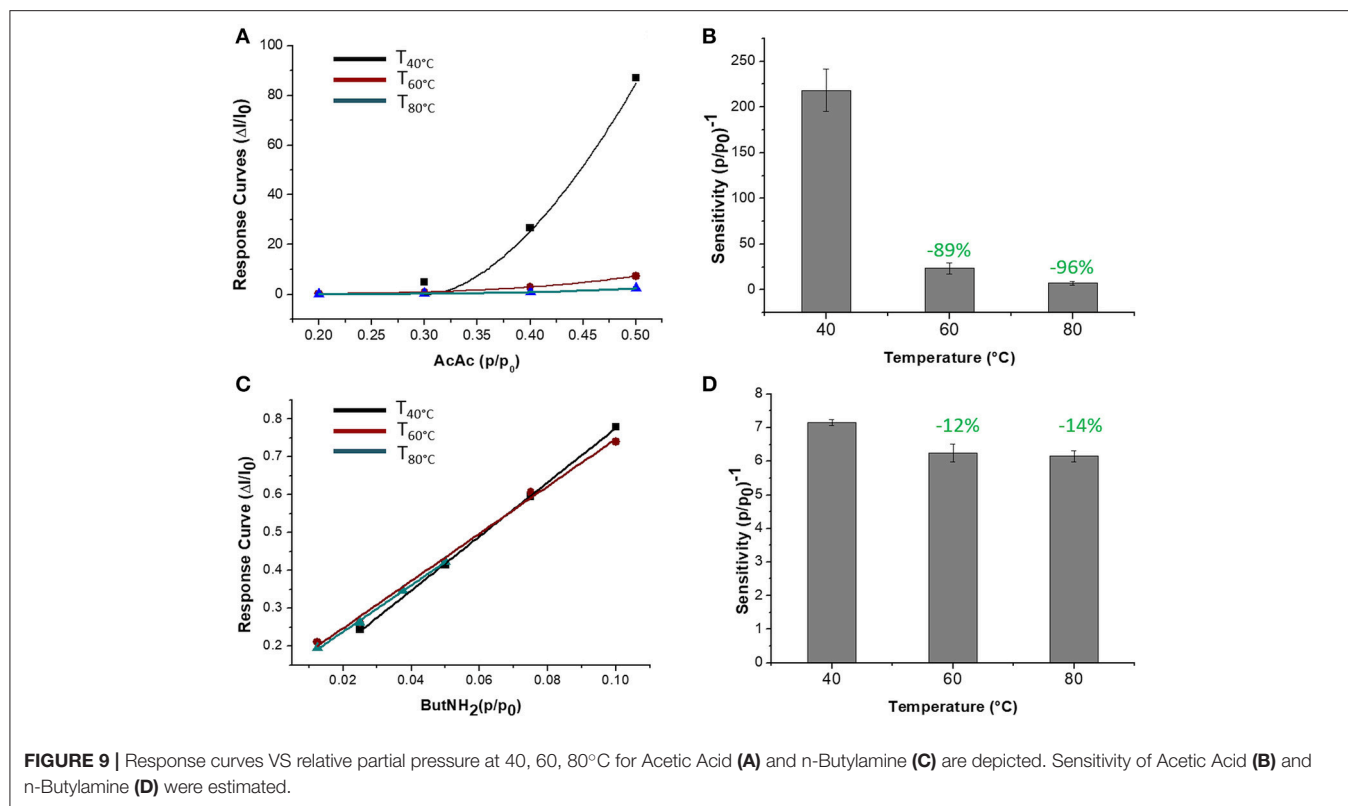 A
T40°C
T60°C
T80°C
Response Curves (ΔI/I0)
100
80
60
40
20
0
0.20 0.25 0.30 0.35 0.40 0.45 0.50
AcAc (p/p0)
B
Sensitivity (p/p0)-1
250
200
150
100
50
0
-89%
-96%
40 60 80
Temperature (°C)
C
T40°C
T60°C
T80°C
Response Curve (ΔI/I0)
0.8
0.7
0.6
0.5
0.4
0.3
0.2
0.02 0.04 0.06 0.08 0.10
ButNH2(p/p0)
D
Sensitivity (p/p0)-1
8
7
6
5
4
3
2
1
0
-12%
-14%
40 60 80
Temperature (°C)
FIGURE 9 | Response curves VS relative partial pressure at 40, 60, 80°C for Acetic Acid (A) and n-Butylamine (C) are depicted. Sensitivity of Acetic Acid (B) and
n-Butylamine (D) were estimated.